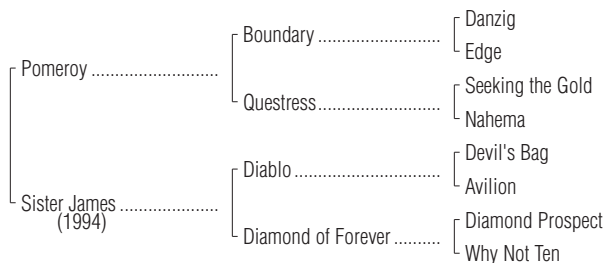 Danzig
Boundary ..........................
Edge
Pomeroy ...........................
Seeking the Gold
Questress..........................
Nahema
Devil's Bag
Diablo...............................
Avilion
Sister James .....................
(1994)
Diamond Prospect
Diamond of Forever..........
Why Not Ten